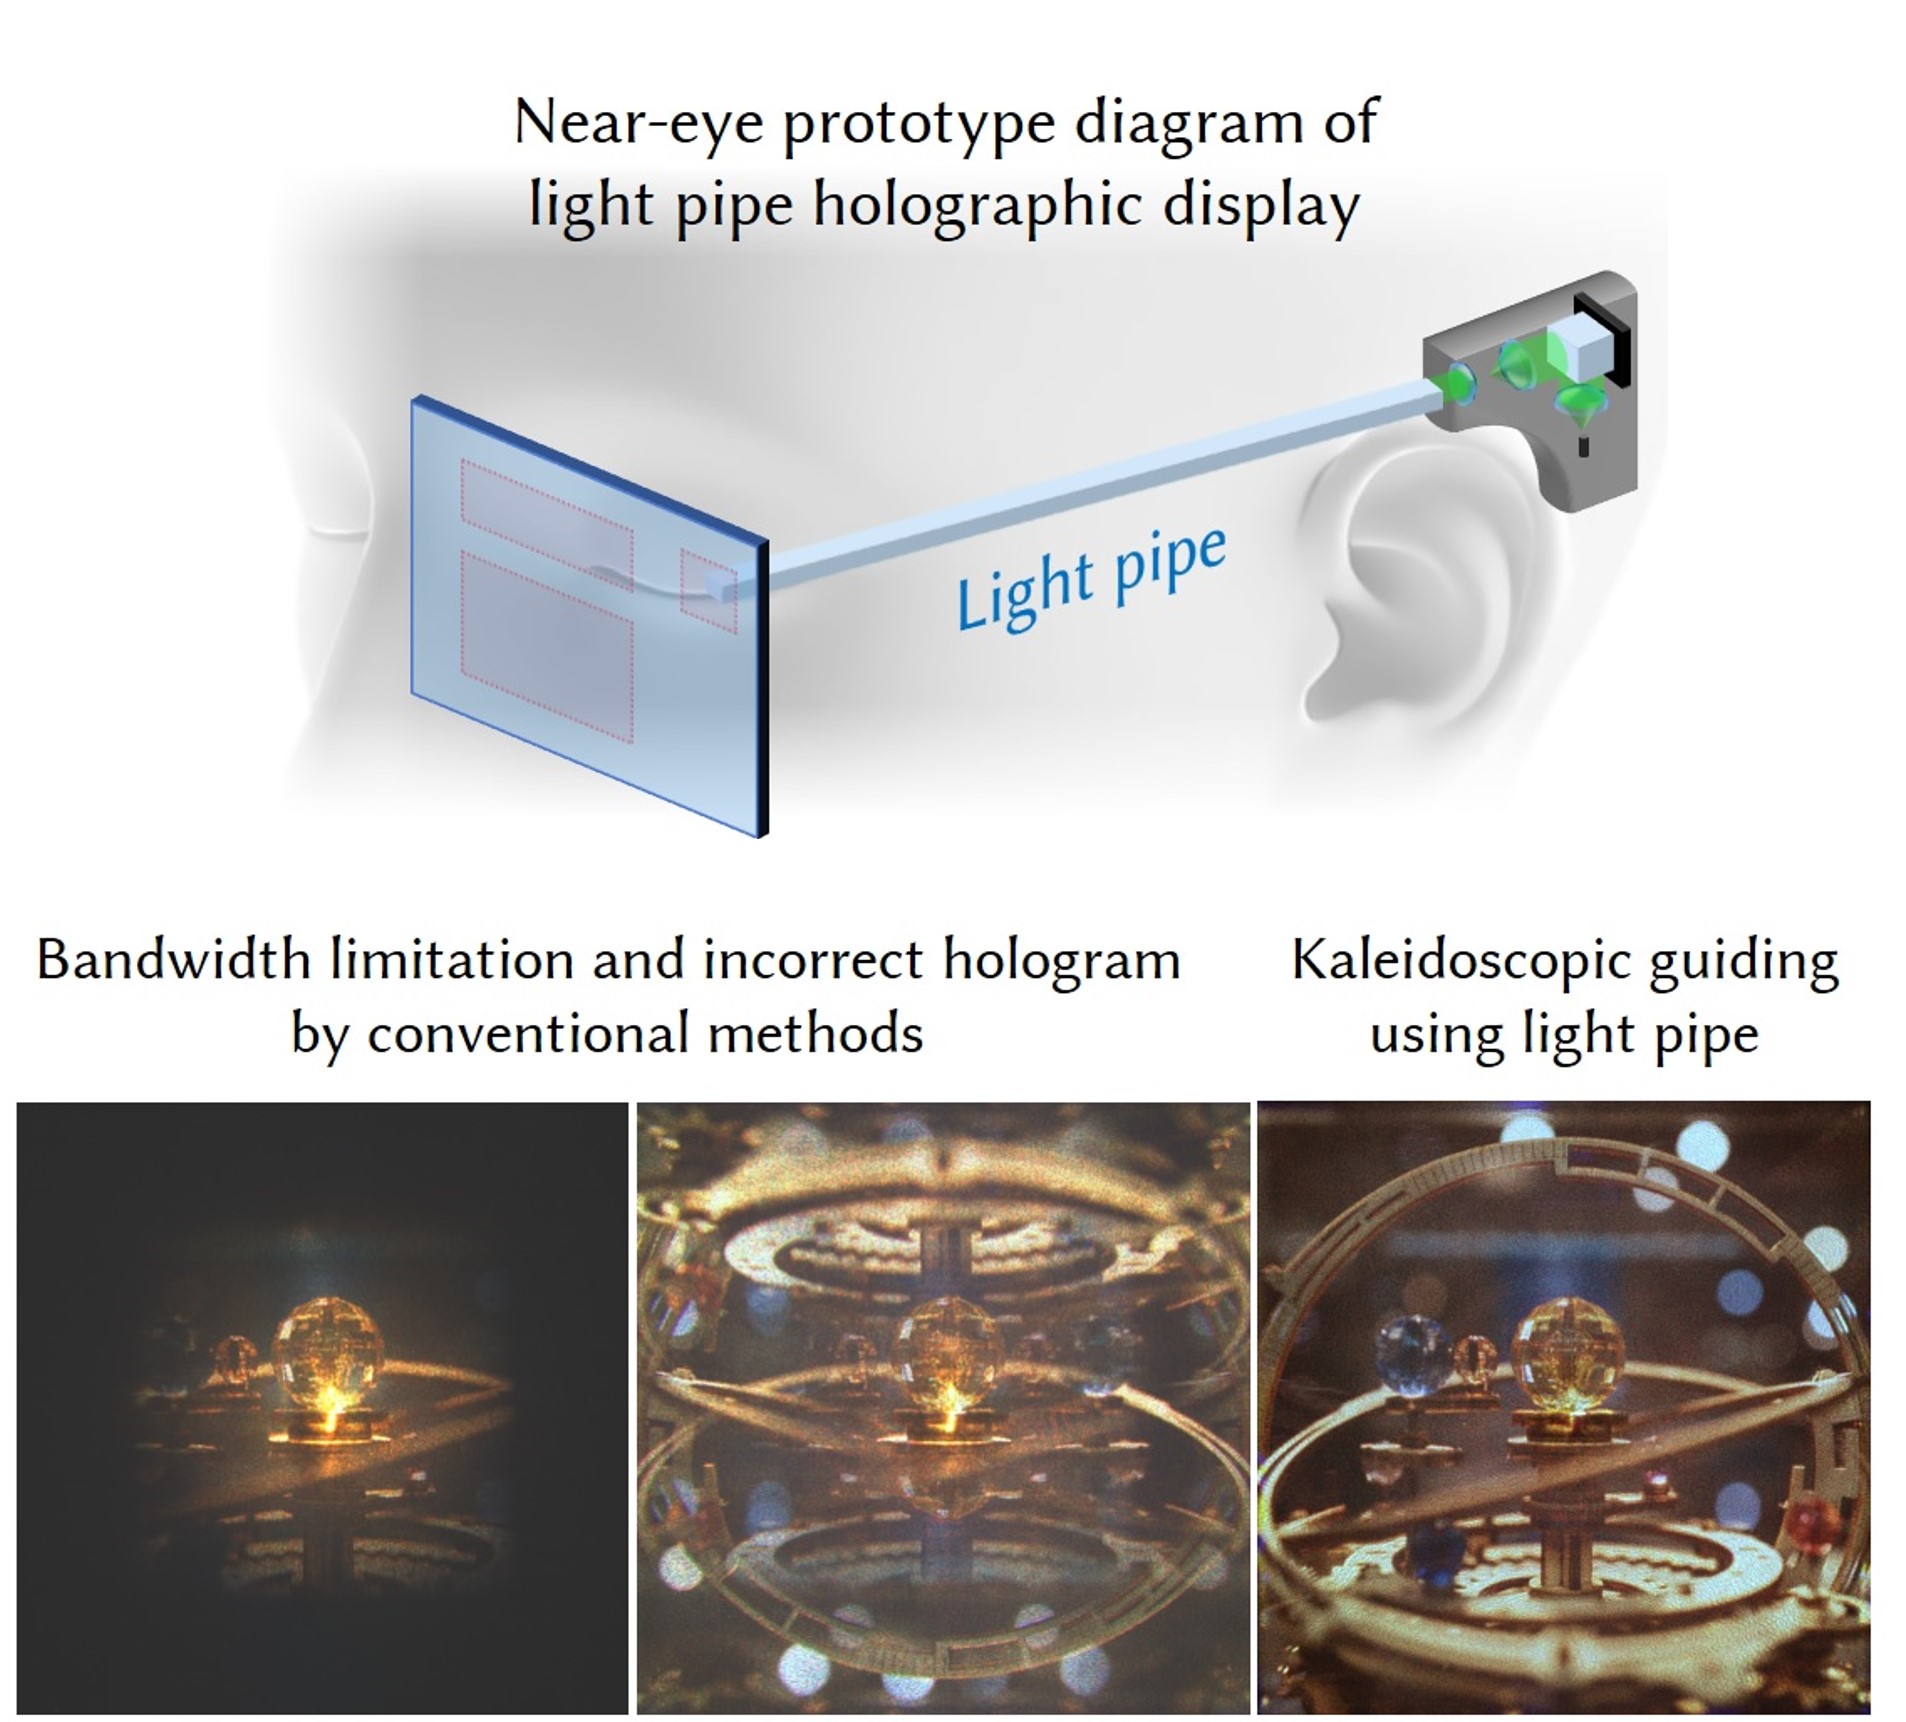 Near-eye prototype diagram of
light pipe holographic display
Light pipe
Bandwidth limitation and incorrect hologram
by conventional methods
Kaleidoscopic guiding
using light pipe